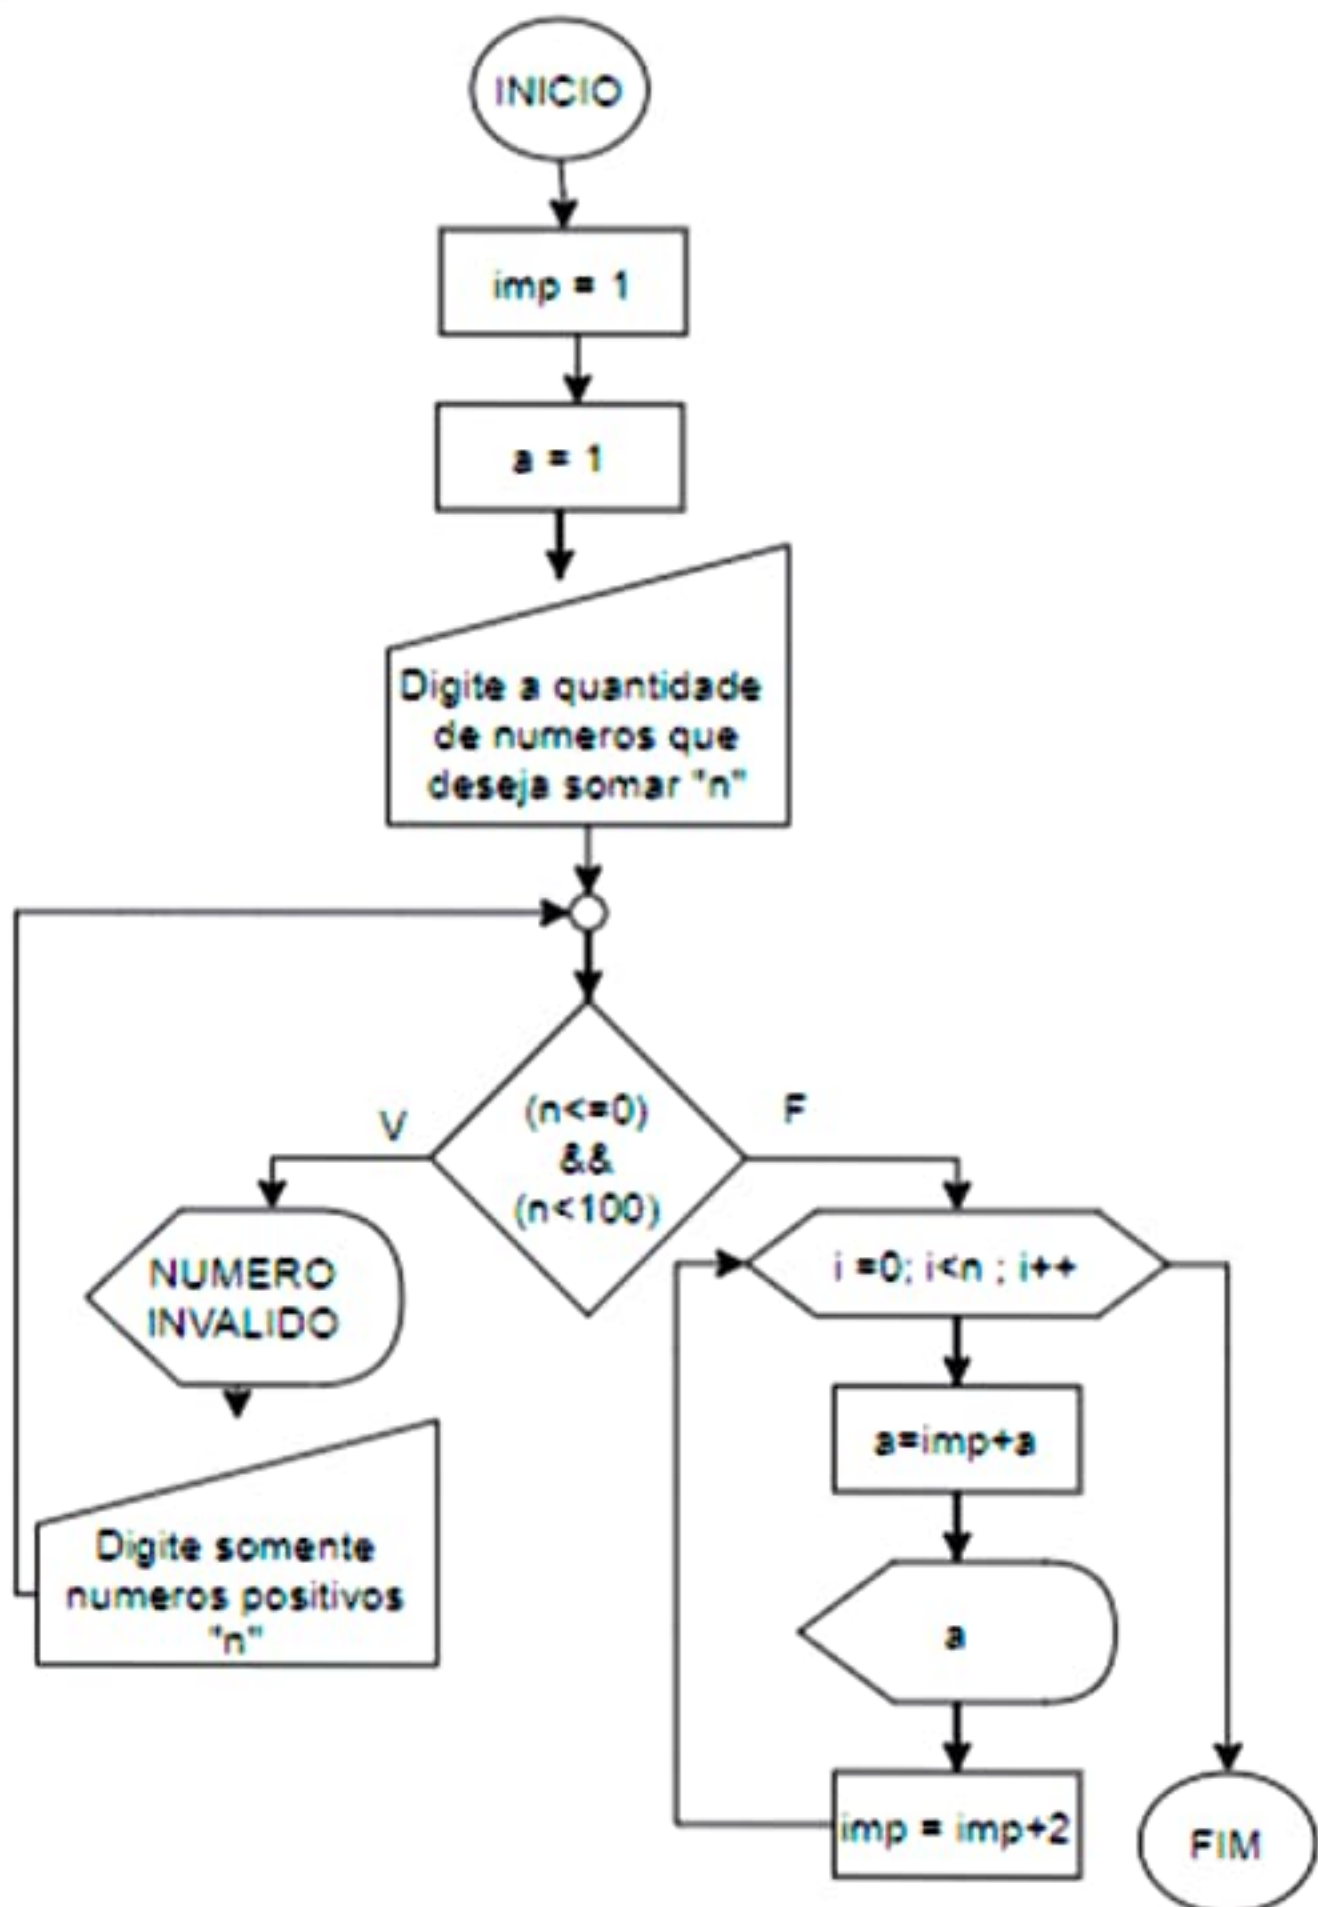 INICIO
imp = 1
a = 1
Digite a quantidade
de numeros que
deseja somar "n"
(n<=0)
&&
(n<100)
V
F
NUMERO
INVALIDO
Digite somente
numeros positivos
"n"
i =0; i<n ; i++
a=imp+a
a
imp = imp+2
FIM